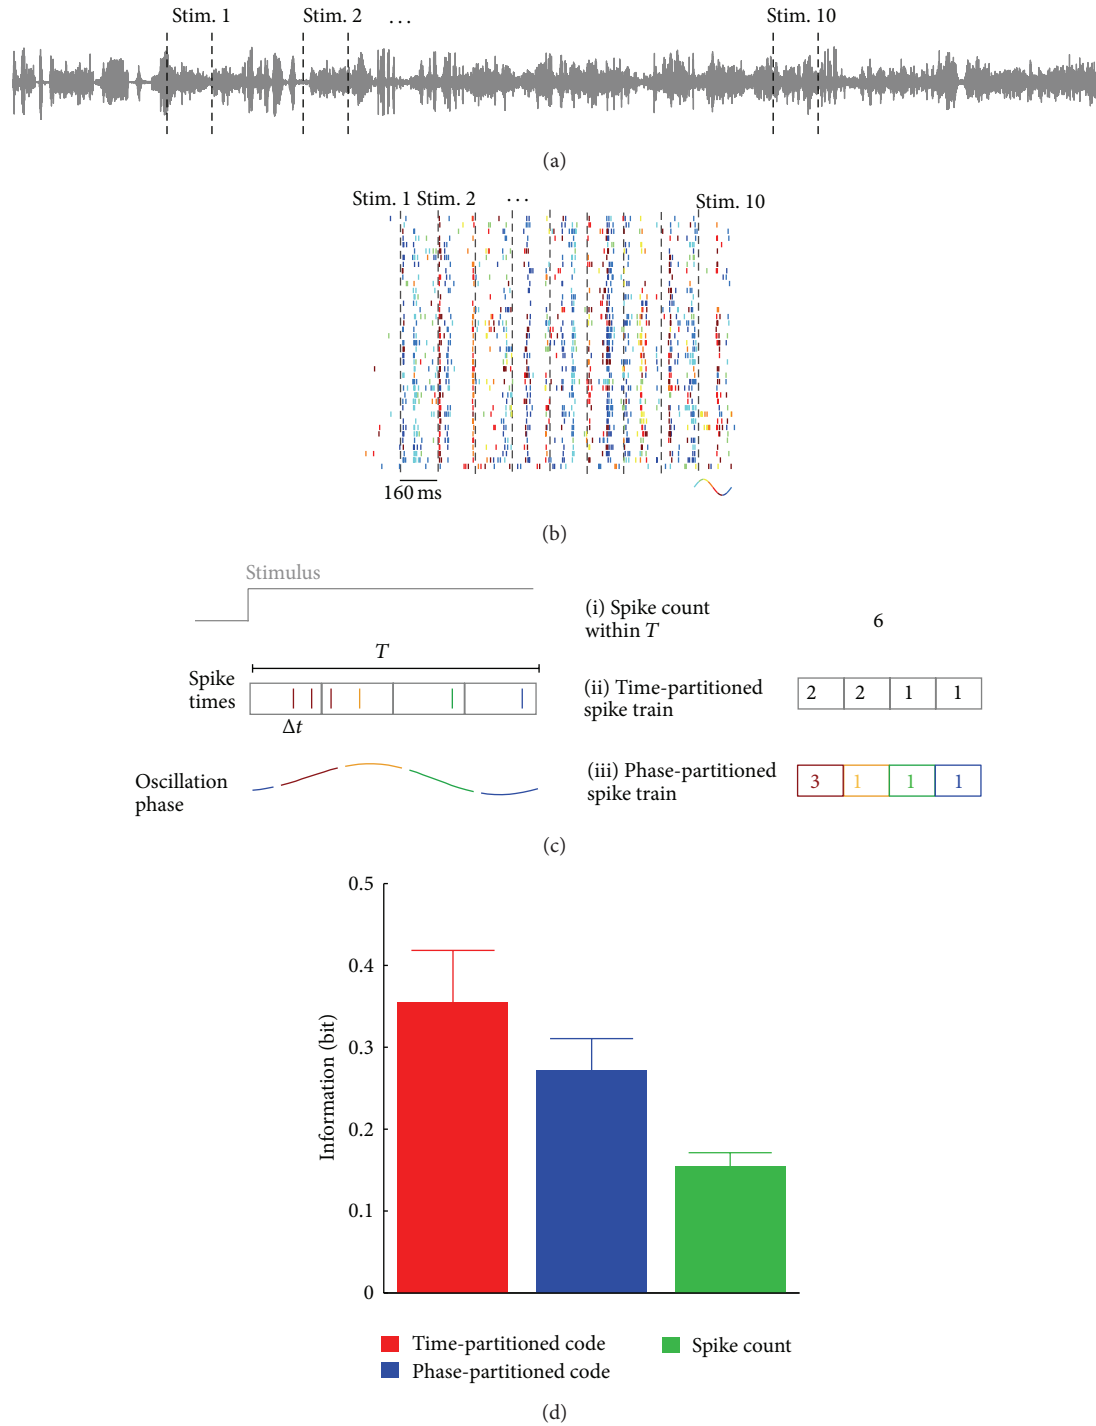 Stim. 1 Stim. 2 ... Stim. 10
(a)
Stim. 1 Stim. 2 ... Stim. 10
160 ms
(b)
Stimulus
T
Spike
times
Δt
Oscillation
phase
(i) Spike count
within T
6
(ii) Time-partitioned
spike train
2 2 1 1
(iii) Phase-partitioned
spike train
3 1 1 1
(c)
0.5
0.4
0.3
0.2
0.1
0
Information (bit)
Time-partitioned code
Phase-partitioned code
Spike count
(d)